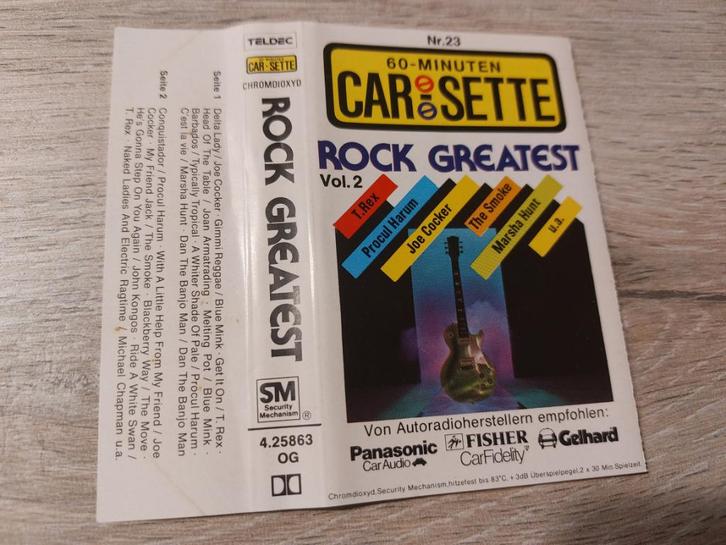 Nr.23
60-MINUTEN
CAR-SETTE
ROCK GREATEST
Vol.2
T.Rex
Procul Harum
Joe Cocker
The Smoke
Marsha Hunt
u.a.
Von Autoradioherstellern empfohlen:
Panasonic
Car Audio
FISHER
CarFidelity®
Gelhard
Chromdioxyd,Security Mechanism,hitzefest bis 83°C. +3dB Überspielpegel,2 x 30 Min.Spielzeit.
TELDEC
60-MINUTEN
CAR-SETTE
CHROMDIOXYD
ROCK GREATEST
SM
Security
Mechanism ®
4.25863
OG
Seite 1
Delta Lady / Joe Cocker · Gimmi Reggae / Blue Mink · Get It On / T. Rex ·
Head Of The Table / Joan Armatrading · Melting Pot / Blue Mink ·
Barbados / Typically Tropical · A Whiter Shade Of Pale / Procul Harum ·
C'est la vie / Marsha Hunt · Dan The Banjo Man / Dan The Banjo Man
Seite 2
Conquistador / Procul Harum · With A Little Help From My Friend / Joe
Cocker · My Friend Jack / The Smoke · Blackberry Way / The Move ·
He's Gonna Step On You Again / John Kongos · Ride A White Swan /
T. Rex · Naked Ladies And Electric Ragtime / Michael Chapman u.a.